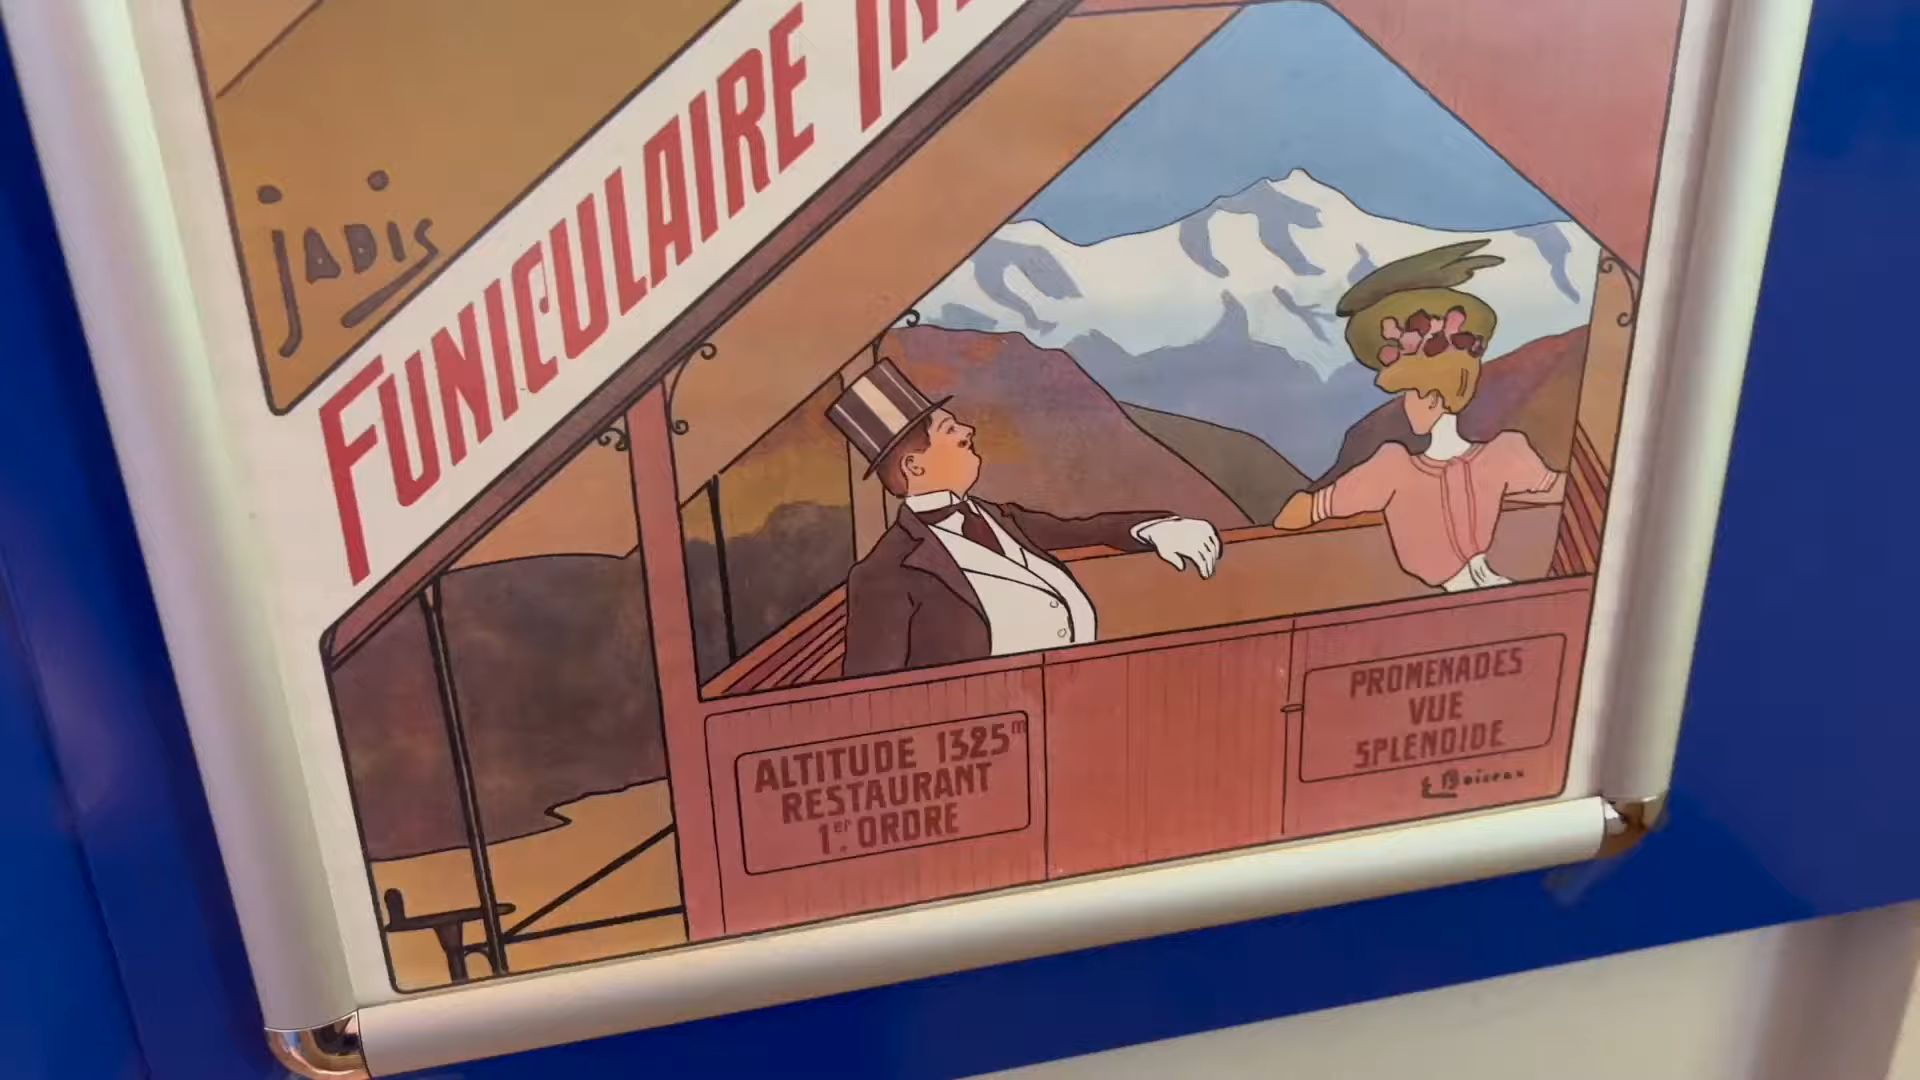 jADIS
FUNICULAIRE
ALTITUDE 1325m
RESTAURANT
1er. ORDRE
PROMENADES
VUE
SPLENDIDE